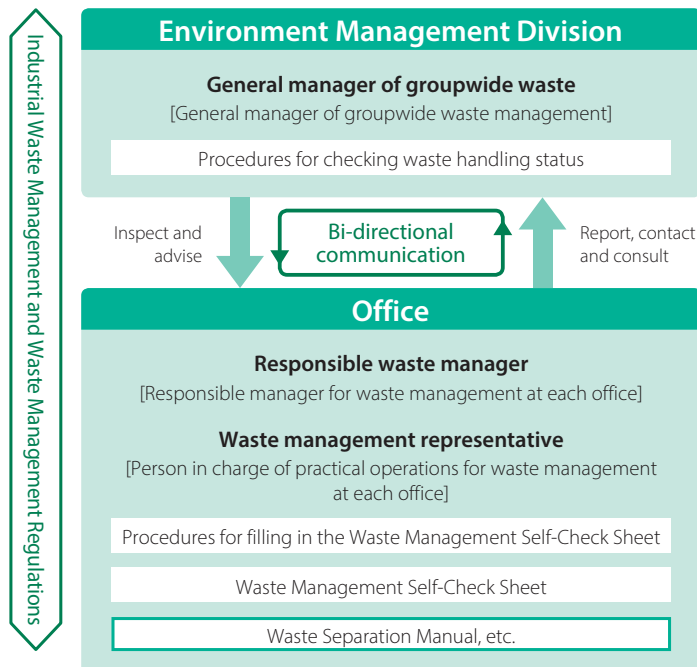 Industrial Waste Management and Waste Management Regulations
Environment Management Division
General manager of groupwide waste
[General manager of groupwide waste management]
Procedures for checking waste handling status
Inspect and
advise
Bi-directional
communication
Report, contact
and consult
Office
Responsible waste manager
[Responsible manager for waste management at each office]
Waste management representative
[Person in charge of practical operations for waste management
at each office]
Procedures for filling in the Waste Management Self-Check Sheet
Waste Management Self-Check Sheet
Waste Separation Manual, etc.